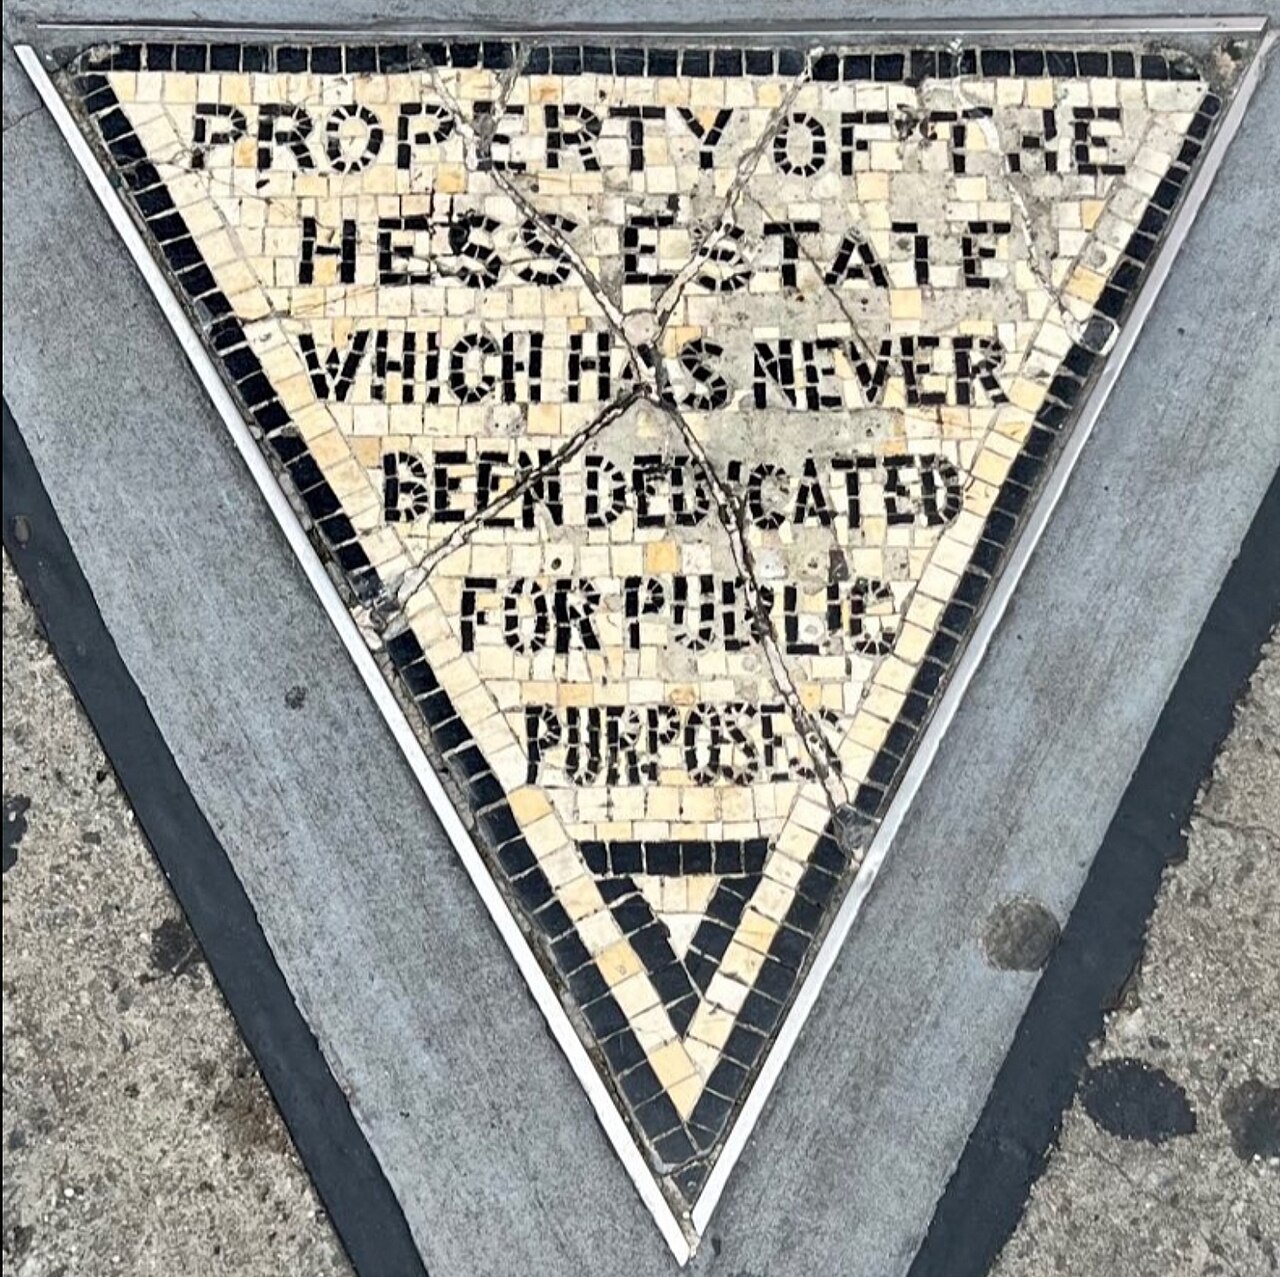 PROPERTY OF THE
HESS ESTATE
WHICH HAS NEVER
BEEN DEDICATED
FOR PUBLIC
PURPOSES